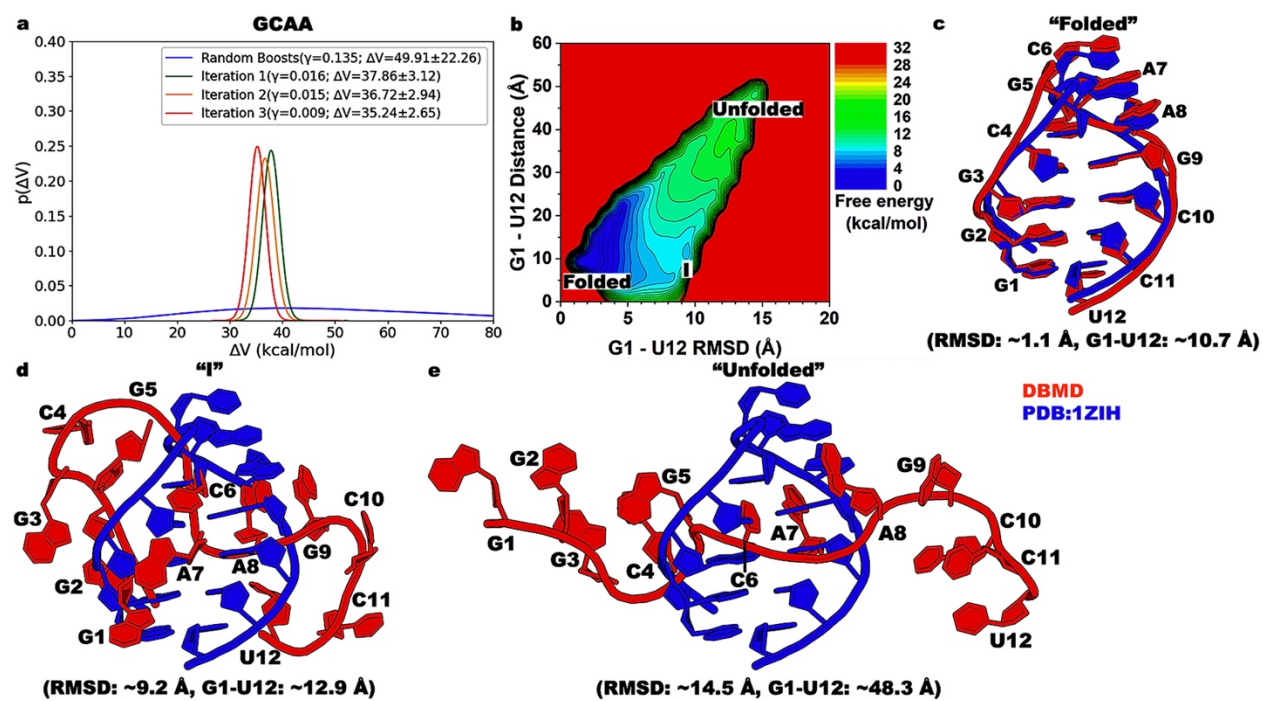 a
GCAA
Random Boosts(γ=0.135; ΔV=49.91±22.26)
Iteration 1(γ=0.016; ΔV=37.86±3.12)
Iteration 2(γ=0.015; ΔV=36.72±2.94)
Iteration 3(γ=0.009; ΔV=35.24±2.65)
0.40
0.35
0.30
0.25
0.20
0.15
0.10
0.05
0.00
p(ΔV)
0 10 20 30 40 50 60 70 80
ΔV (kcal/mol)
b
60
50
40
30
20
10
0
G1 - U12 Distance (Å)
Unfolded
Folded
I
0 5 10 15 20
G1 - U12 RMSD (Å)
32
28
24
20
16
12
8
4
0
Free energy
(kcal/mol)
c
“Folded”
C6
A7
G5
A8
C4
G9
G3
C10
G2
G1
C11
U12
(RMSD: ~1.1 Å, G1-U12: ~10.7 Å)
d
“I”
G5
C4
C6
C10
G3
G9
A7
A8
G2
C11
G1
U12
(RMSD: ~9.2 Å, G1-U12: ~12.9 Å)
e
“Unfolded”
G2
G5
G9
G1
A7
A8
C10
G3
C4
C6
C11
U12
(RMSD: ~14.5 Å, G1-U12: ~48.3 Å)
DBMD
PDB:1ZIH